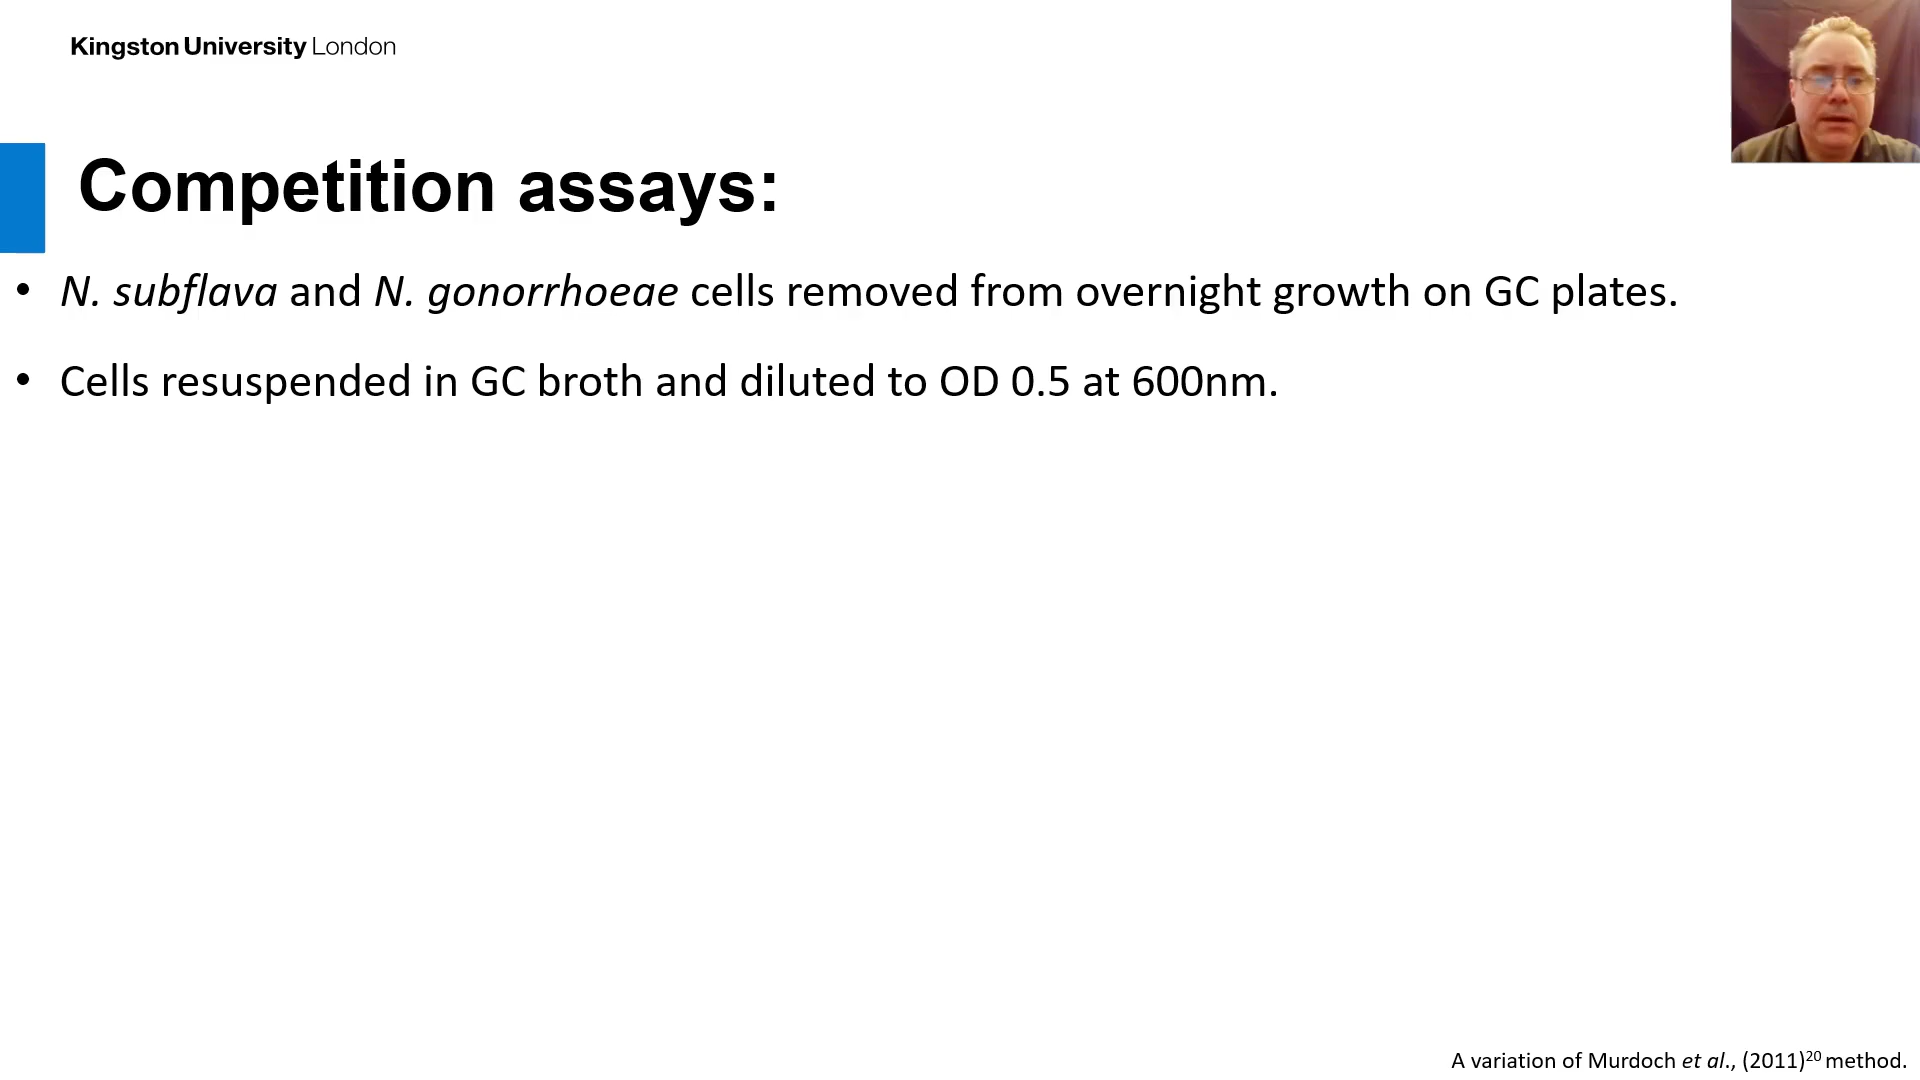 Kingston University London
Competition assays:
• N. subflava and N. gonorrhoeae cells removed from overnight growth on GC plates.
• Cells resuspended in GC broth and diluted to OD 0.5 at 600nm.
A variation of Murdoch et al., (2011)20 method.